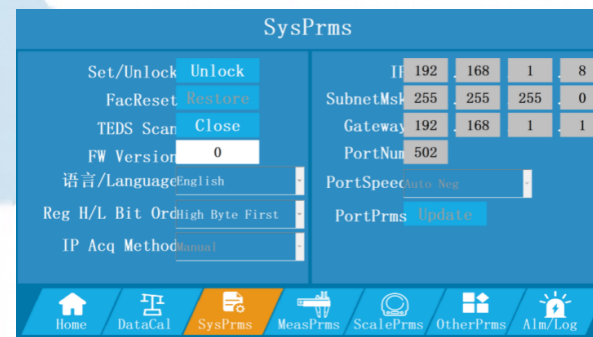 SysPrms
Set/Unlock Unlock
FacReset Restore
TEDS Scan Close
FW Version 0
语言/Language English
Reg H/L Bit Ord High Byte First
IP Acq Method Manual
IP 192 . 168 . 1 . 8
SubnetMsk 255 . 255 . 255 . 0
Gateway 192 . 168 . 1 . 1
PortNum 502
PortSpeed Auto Neg
PortPrms Update
Home DataCal SysPrms MeasPrms ScalePrms OtherPrms Alm/Log